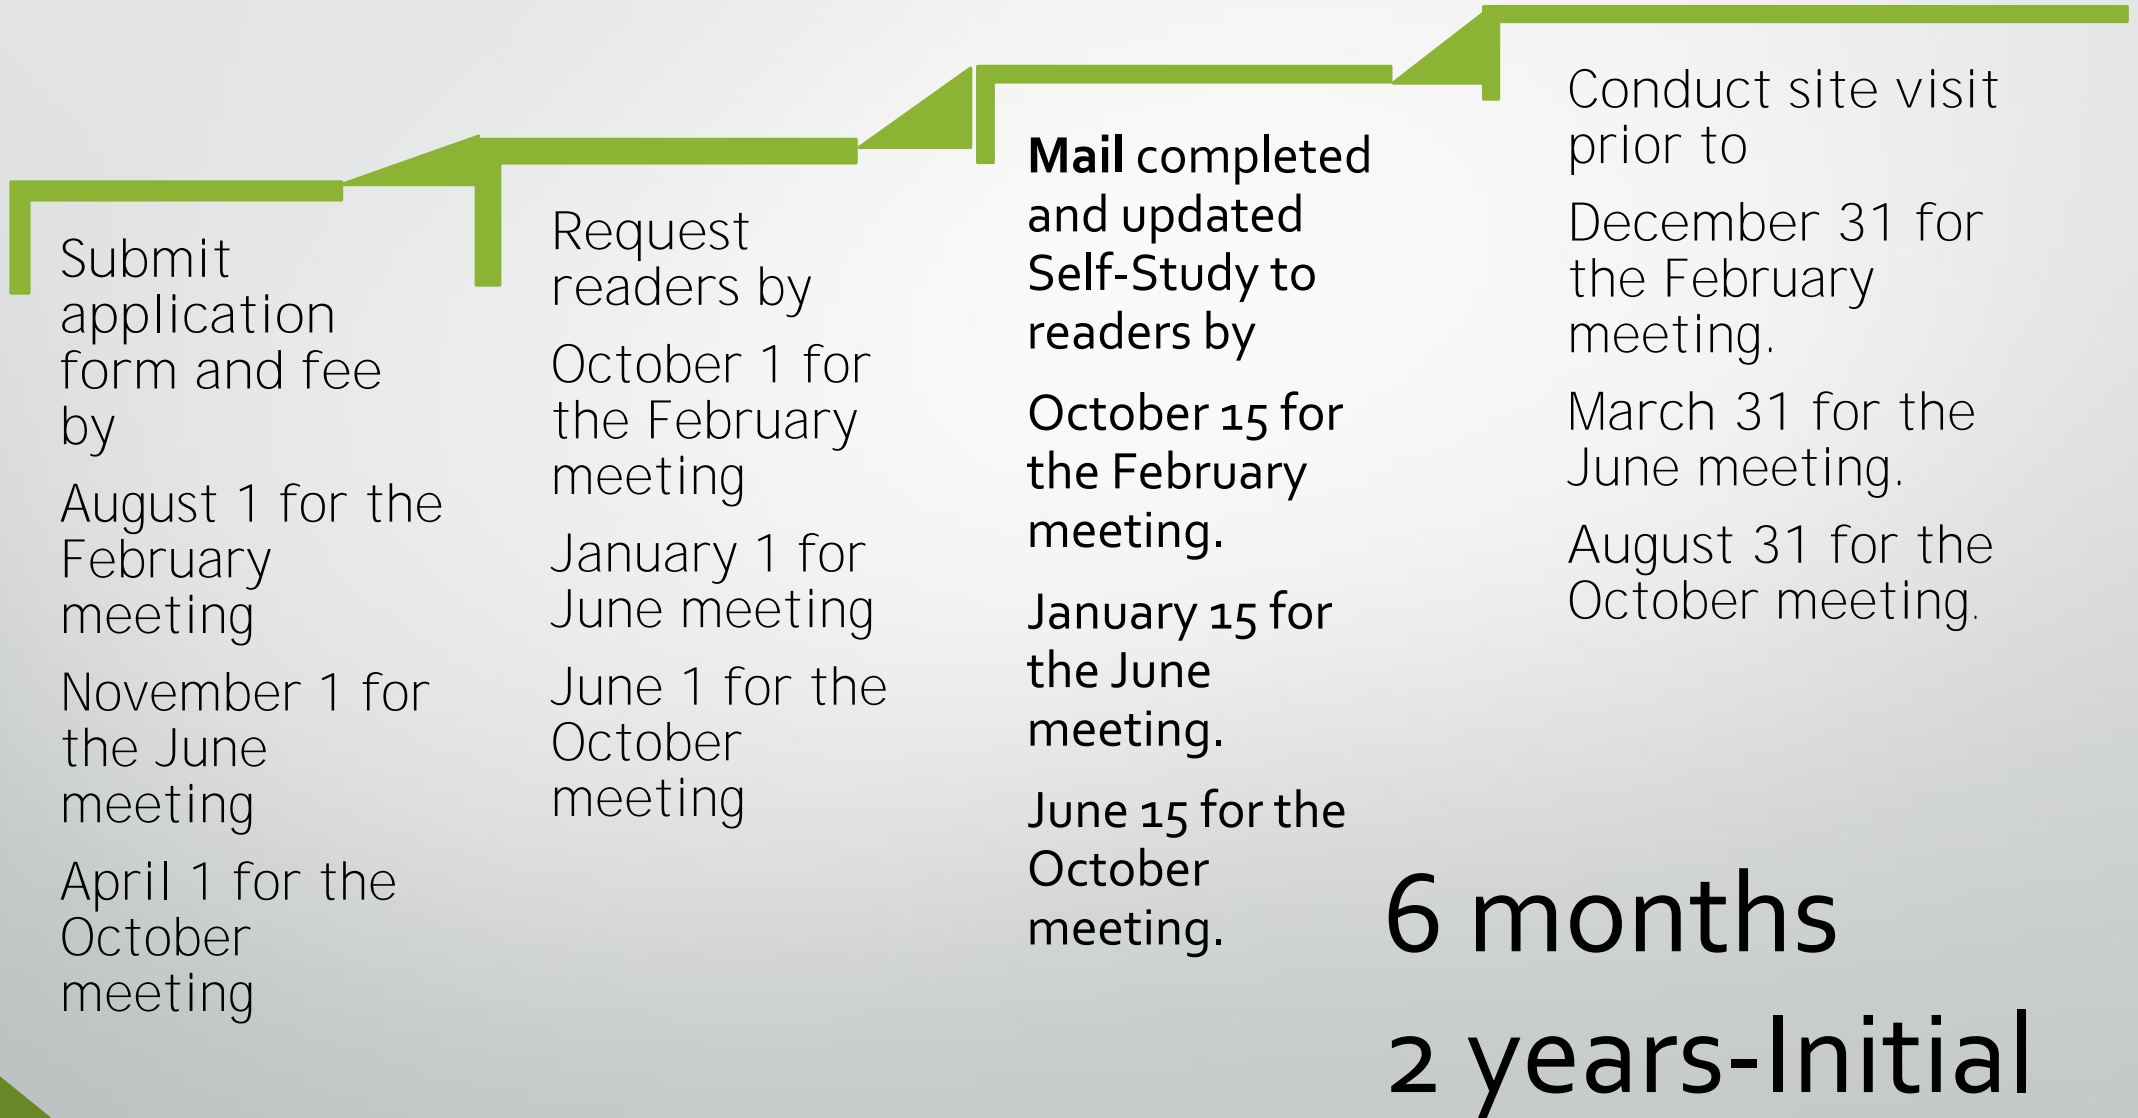 Submit
application
form and fee
by
August 1 for the
February
meeting
November 1 for
the June
meeting
April 1 for the
October
meeting
Request
readers by
October 1 for
the February
meeting
January 1 for
June meeting
June 1 for the
October
meeting
Mail completed
and updated
Self-Study to
readers by
October 15 for
the February
meeting.
January 15 for
the June
meeting.
June 15 for the
October
meeting.
Conduct site visit
prior to
December 31 for
the February
meeting.
March 31 for the
June meeting.
August 31 for the
October meeting.
6 months
2 years-Initial